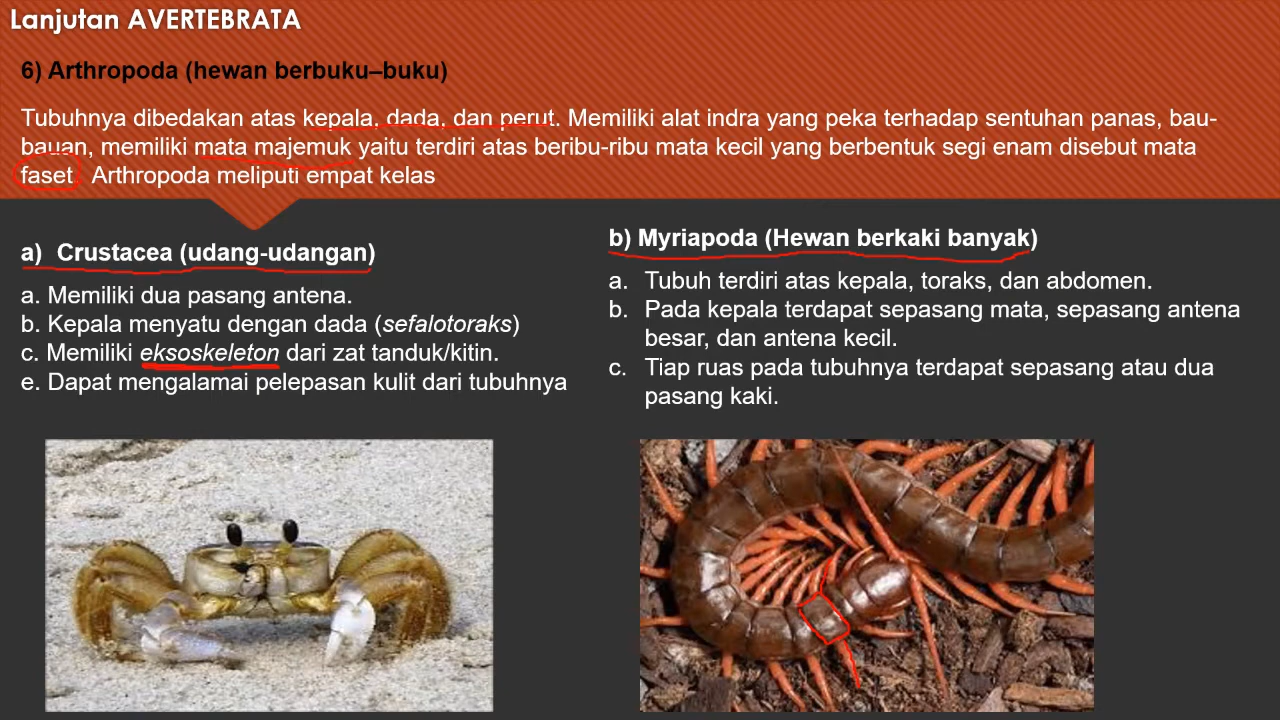 Lanjutan AVERTEBRATA
6) Arthropoda (hewan berbuku–buku)
Tubuhnya dibedakan atas kepala, dada, dan perut. Memiliki alat indra yang peka terhadap sentuhan panas, bau-
bauan, memiliki mata majemuk yaitu terdiri atas beribu-ribu mata kecil yang berbentuk segi enam disebut mata
faset. Arthropoda meliputi empat kelas
a) Crustacea (udang-udangan)
a. Memiliki dua pasang antena.
b. Kepala menyatu dengan dada (sefalotoraks)
c. Memiliki eksoskeleton dari zat tanduk/kitin.
e. Dapat mengalamai pelepasan kulit dari tubuhnya
b) Myriapoda (Hewan berkaki banyak)
a. Tubuh terdiri atas kepala, toraks, dan abdomen.
b. Pada kepala terdapat sepasang mata, sepasang antena
besar, dan antena kecil.
c. Tiap ruas pada tubuhnya terdapat sepasang atau dua
pasang kaki.